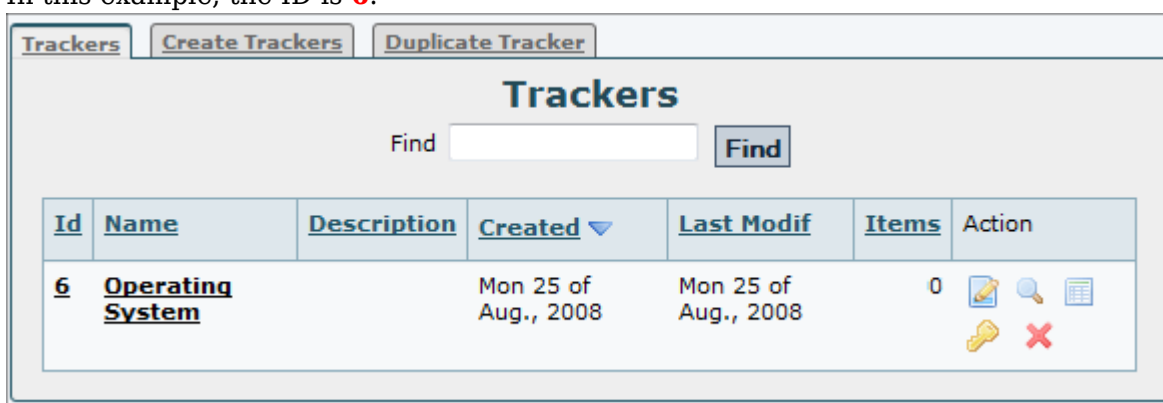 In this example, the ID is 6.
Trackers Create Trackers Duplicate Tracker
Trackers
Find Find
Id Name Description Created Last Modif Items Action
6 Operating Mon 25 of Mon 25 of 0
System Aug., 2008 Aug., 2008